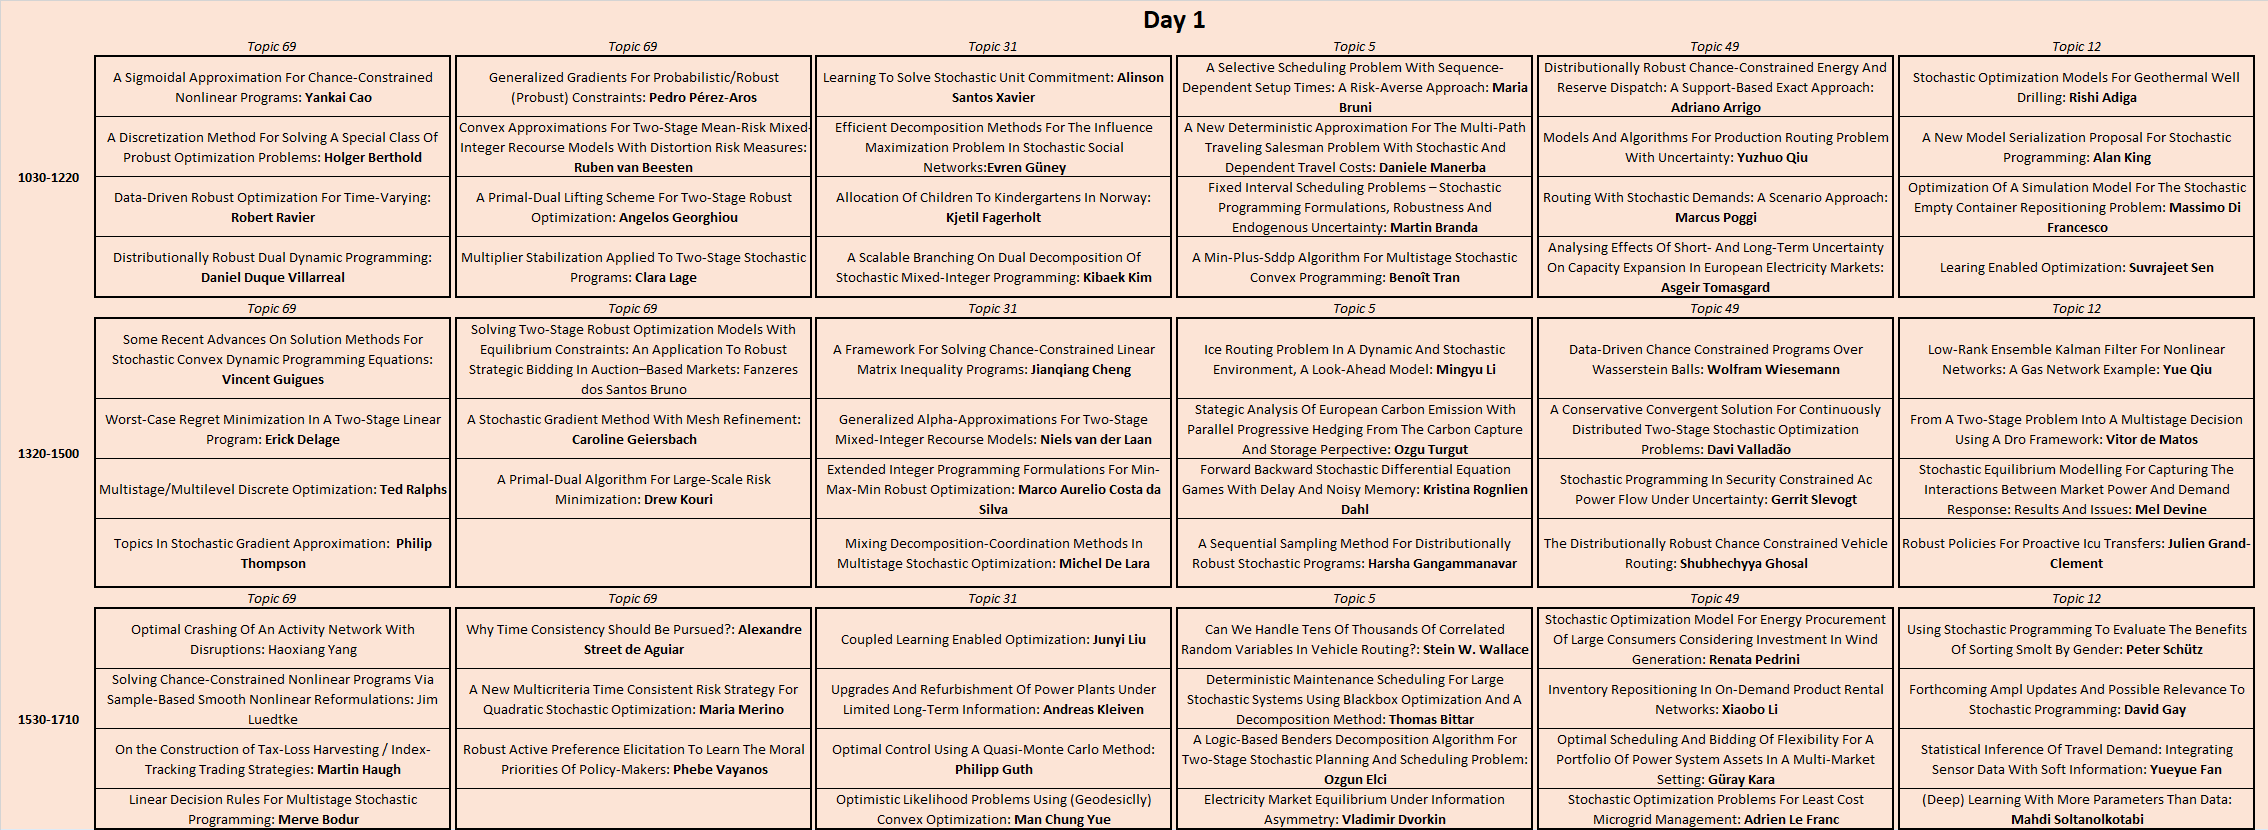 Day 1
Topic 69
Topic 69
Topic 31
Topic 5
Topic 49
Topic 12
1030-1220
A Sigmoidal Approximation For Chance-Constrained
Nonlinear Programs: Yankai Cao
Generalized Gradients For Probabilistic/Robust
(Probust) Constraints: Pedro Pérez-Aros
Learning To Solve Stochastic Unit Commitment: Alinson
Santos Xavier
A Selective Scheduling Problem With Sequence-
Dependent Setup Times: A Risk-Averse Approach: Maria
Bruni
Distributionally Robust Chance-Constrained Energy And
Reserve Dispatch: A Support-Based Exact Approach:
Adriano Arrigo
Stochastic Optimization Models For Geothermal Well
Drilling: Rishi Adiga
A Discretization Method For Solving A Special Class Of
Probust Optimization Problems: Holger Berthold
Convex Approximations For Two-Stage Mean-Risk Mixed-
Integer Recourse Models With Distortion Risk Measures:
Ruben van Beesten
Efficient Decomposition Methods For The Influence
Maximization Problem In Stochastic Social
Networks:Evren Güney
A New Deterministic Approximation For The Multi-Path
Traveling Salesman Problem With Stochastic And
Dependent Travel Costs: Daniele Manerba
Models And Algorithms For Production Routing Problem
With Uncertainty: Yuzhuo Qiu
A New Model Serialization Proposal For Stochastic
Programming: Alan King
Data-Driven Robust Optimization For Time-Varying:
Robert Ravier
A Primal-Dual Lifting Scheme For Two-Stage Robust
Optimization: Angelos Georghiou
Allocation Of Children To Kindergartens In Norway:
Kjetil Fagerholt
Fixed Interval Scheduling Problems – Stochastic
Programming Formulations, Robustness And
Endogenous Uncertainty: Martin Branda
Routing With Stochastic Demands: A Scenario Approach:
Marcus Poggi
Optimization Of A Simulation Model For The Stochastic
Empty Container Repositioning Problem: Massimo Di
Francesco
Distributionally Robust Dual Dynamic Programming:
Daniel Duque Villarreal
Multiplier Stabilization Applied To Two-Stage Stochastic
Programs: Clara Lage
A Scalable Branching On Dual Decomposition Of
Stochastic Mixed-Integer Programming: Kibaek Kim
A Min-Plus-Sddp Algorithm For Multistage Stochastic
Convex Programming: Benoît Tran
Analysing Effects Of Short- And Long-Term Uncertainty
On Capacity Expansion In European Electricity Markets:
Asgeir Tomasgard
Learing Enabled Optimization: Suvrajeet Sen
Topic 69
Topic 69
Topic 31
Topic 5
Topic 49
Topic 12
1320-1500
Some Recent Advances On Solution Methods For
Stochastic Convex Dynamic Programming Equations:
Vincent Guigues
Solving Two-Stage Robust Optimization Models With
Equilibrium Constraints: An Application To Robust
Strategic Bidding In Auction–Based Markets: Fanzeres
dos Santos Bruno
A Framework For Solving Chance-Constrained Linear
Matrix Inequality Programs: Jianqiang Cheng
Ice Routing Problem In A Dynamic And Stochastic
Environment, A Look-Ahead Model: Mingyu Li
Data-Driven Chance Constrained Programs Over
Wasserstein Balls: Wolfram Wiesemann
Low-Rank Ensemble Kalman Filter For Nonlinear
Networks: A Gas Network Example: Yue Qiu
Worst-Case Regret Minimization In A Two-Stage Linear
Program: Erick Delage
A Stochastic Gradient Method With Mesh Refinement:
Caroline Geiersbach
Generalized Alpha-Approximations For Two-Stage
Mixed-Integer Recourse Models: Niels van der Laan
Stategic Analysis Of European Carbon Emission With
Parallel Progressive Hedging From The Carbon Capture
And Storage Perpective: Ozgu Turgut
A Conservative Convergent Solution For Continuously
Distributed Two-Stage Stochastic Optimization
Problems: Davi Valladão
From A Two-Stage Problem Into A Multistage Decision
Using A Dro Framework: Vitor de Matos
Multistage/Multilevel Discrete Optimization: Ted Ralphs
A Primal-Dual Algorithm For Large-Scale Risk
Minimization: Drew Kouri
Extended Integer Programming Formulations For Min-
Max-Min Robust Optimization: Marco Aurelio Costa da
Silva
Forward Backward Stochastic Differential Equation
Games With Delay And Noisy Memory: Kristina Rognlien
Dahl
Stochastic Programming In Security Constrained Ac
Power Flow Under Uncertainty: Gerrit Slevogt
Stochastic Equilibrium Modelling For Capturing The
Interactions Between Market Power And Demand
Response: Results And Issues: Mel Devine
Topics In Stochastic Gradient Approximation: Philip
Thompson
Mixing Decomposition-Coordination Methods In
Multistage Stochastic Optimization: Michel De Lara
A Sequential Sampling Method For Distributionally
Robust Stochastic Programs: Harsha Gangammanavar
The Distributionally Robust Chance Constrained Vehicle
Routing: Shubhechyya Ghosal
Robust Policies For Proactive Icu Transfers: Julien Grand-
Clement
Topic 69
Topic 69
Topic 31
Topic 5
Topic 49
Topic 12
1530-1710
Optimal Crashing Of An Activity Network With
Disruptions: Haoxiang Yang
Why Time Consistency Should Be Pursued?: Alexandre
Street de Aguiar
Coupled Learning Enabled Optimization: Junyi Liu
Can We Handle Tens Of Thousands Of Correlated
Random Variables In Vehicle Routing?: Stein W. Wallace
Stochastic Optimization Model For Energy Procurement
Of Large Consumers Considering Investment In Wind
Generation: Renata Pedrini
Using Stochastic Programming To Evaluate The Benefits
Of Sorting Smolt By Gender: Peter Schütz
Solving Chance-Constrained Nonlinear Programs Via
Sample-Based Smooth Nonlinear Reformulations: Jim
Luedtke
A New Multicriteria Time Consistent Risk Strategy For
Quadratic Stochastic Optimization: Maria Merino
Upgrades And Refurbishment Of Power Plants Under
Limited Long-Term Information: Andreas Kleiven
Deterministic Maintenance Scheduling For Large
Stochastic Systems Using Blackbox Optimization And A
Decomposition Method: Thomas Bittar
Inventory Repositioning In On-Demand Product Rental
Networks: Xiaobo Li
Forthcoming Ampl Updates And Possible Relevance To
Stochastic Programming: David Gay
On the Construction of Tax-Loss Harvesting / Index-
Tracking Trading Strategies: Martin Haugh
Robust Active Preference Elicitation To Learn The Moral
Priorities Of Policy-Makers: Phebe Vayanos
Optimal Control Using A Quasi-Monte Carlo Method:
Philipp Guth
A Logic-Based Benders Decomposition Algorithm For
Two-Stage Stochastic Planning And Scheduling Problem:
Ozgun Elci
Optimal Scheduling And Bidding Of Flexibility For A
Portfolio Of Power System Assets In A Multi-Market
Setting: Güray Kara
Statistical Inference Of Travel Demand: Integrating
Sensor Data With Soft Information: Yueyue Fan
Linear Decision Rules For Multistage Stochastic
Programming: Merve Bodur
Optimistic Likelihood Problems Using (Geodesiclly)
Convex Optimization: Man Chung Yue
Electricity Market Equilibrium Under Information
Asymmetry: Vladimir Dvorkin
Stochastic Optimization Problems For Least Cost
Microgrid Management: Adrien Le Franc
(Deep) Learning With More Parameters Than Data:
Mahdi Soltanolkotabi